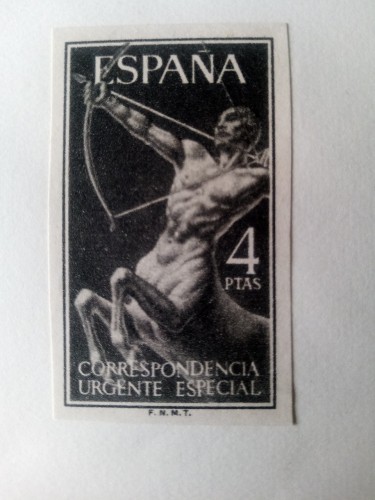 ESPAÑA
4
PTAS
CORRESPONDENCIA
URGENTE ESPECIAL
F. N. M. T.